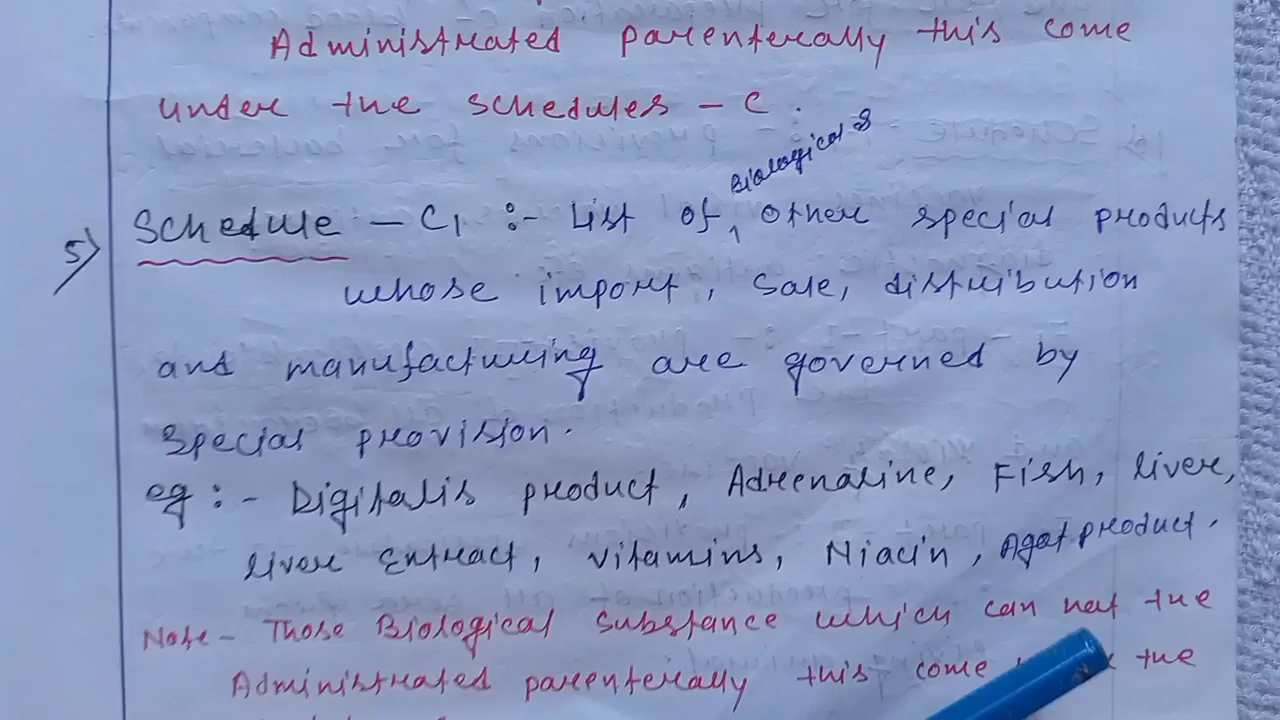 Administrated parenterally this come
under the schedules - C.
Biological &
5) Schedule - C1 :- List of other special products
whose import, sale, distribution
and manufacturing are governed by
special provision.
eg :- Digitalis product, Adrenaline, Fish, liver,
liver Extract, vitamins, Niacin, Agar product.
Note - Those Biological substance which can not the
Administrated parenterally this come the